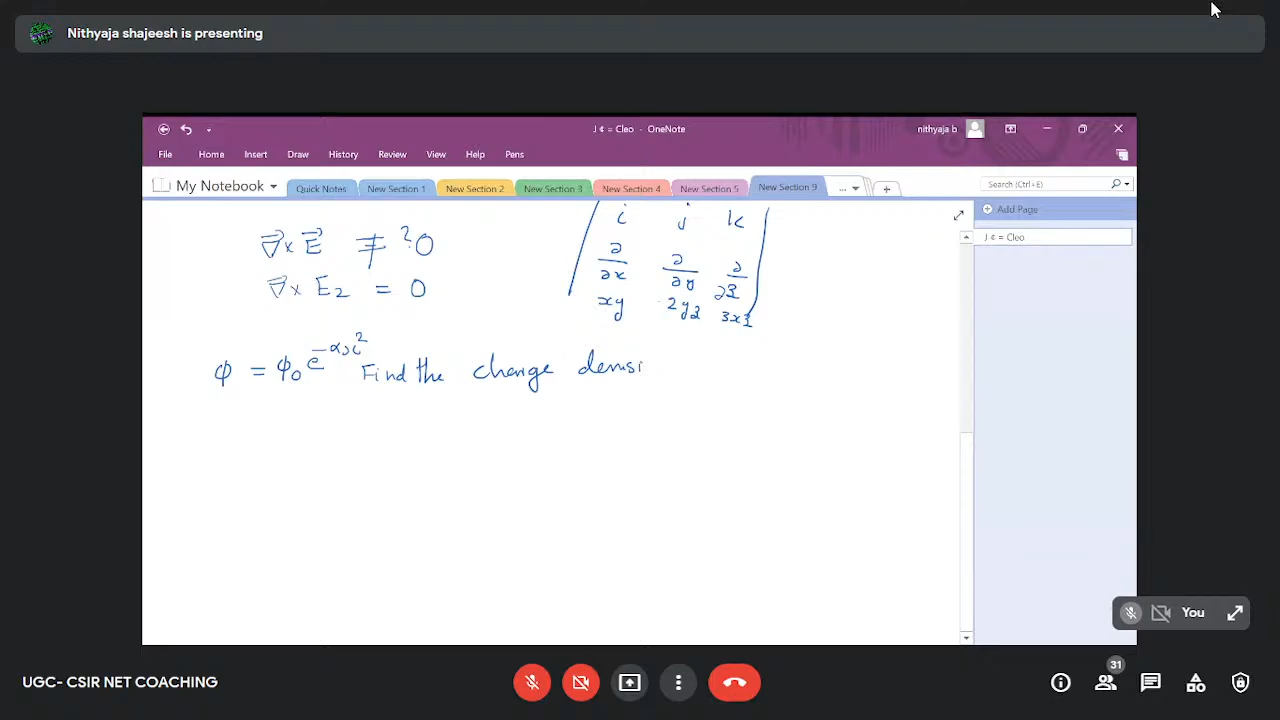 Nithyaja shajeesh is presenting
J ¢ = Cleo - OneNote
nithyaja b
File Home Insert Draw History Review View Help Pens
My Notebook Quick Notes New Section 1 New Section 2 New Section 3 New Section 4 New Section 5 New Section 9 ... + Search (Ctrl+E)
Add Page
J ¢ = Cleo
i j k
∇⃗× E⃗ ≠ ?0
∂/∂x ∂/∂y ∂/∂z
∇⃗× E2 = 0
xy 2yz 3xz
φ = φ0 e^-αx² Find the charge densi
You
UGC- CSIR NET COACHING
31